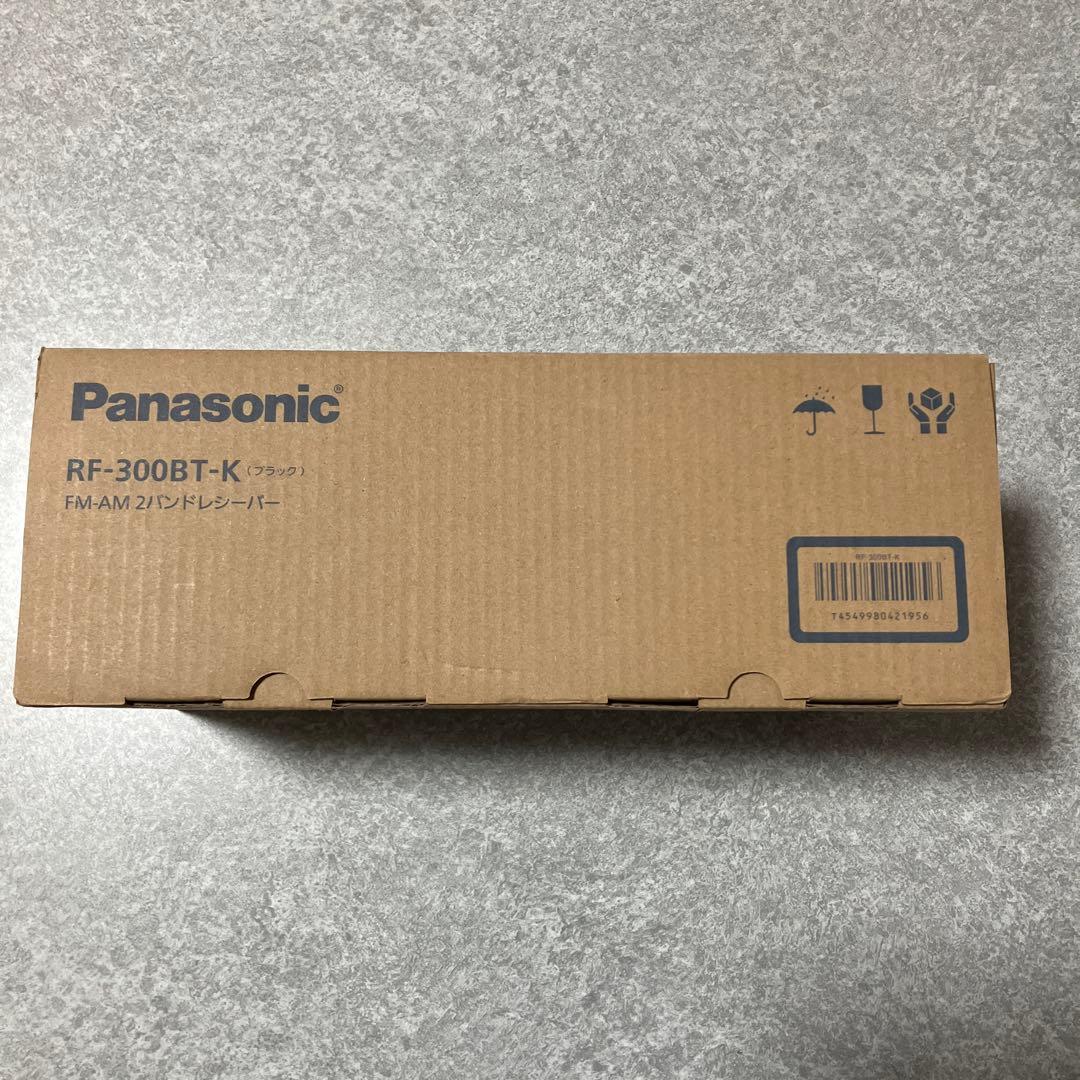 Panasonic®
RF-300BT-K（ブラック）
FM-AM 2バンドレシーバー
RF-300BT-K
T4549980421956